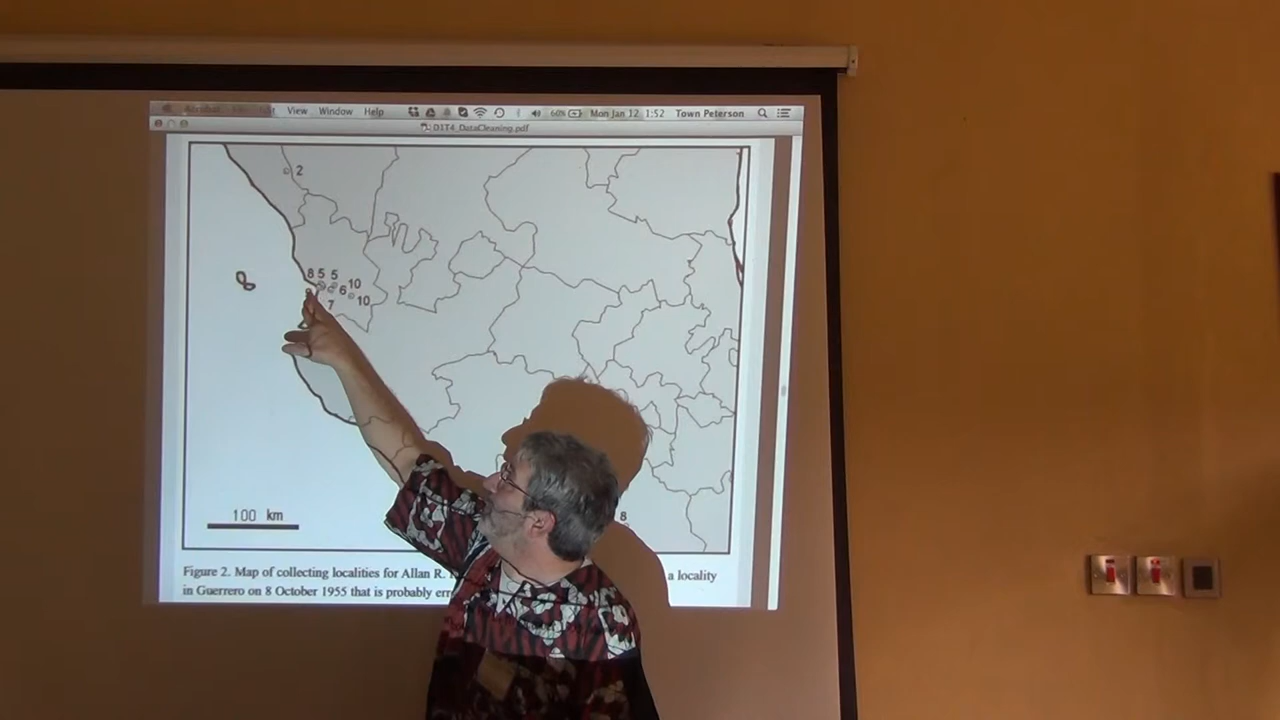 View Window Help 60% Mon Jan 12 1:52 Town Peterson
D1T4_DataCleaning.pdf
2
8 5 5
10
6
10
7
8
100 km
Figure 2. Map of collecting localities for Allan R. a locality
in Guerrero on 8 October 1955 that is probably